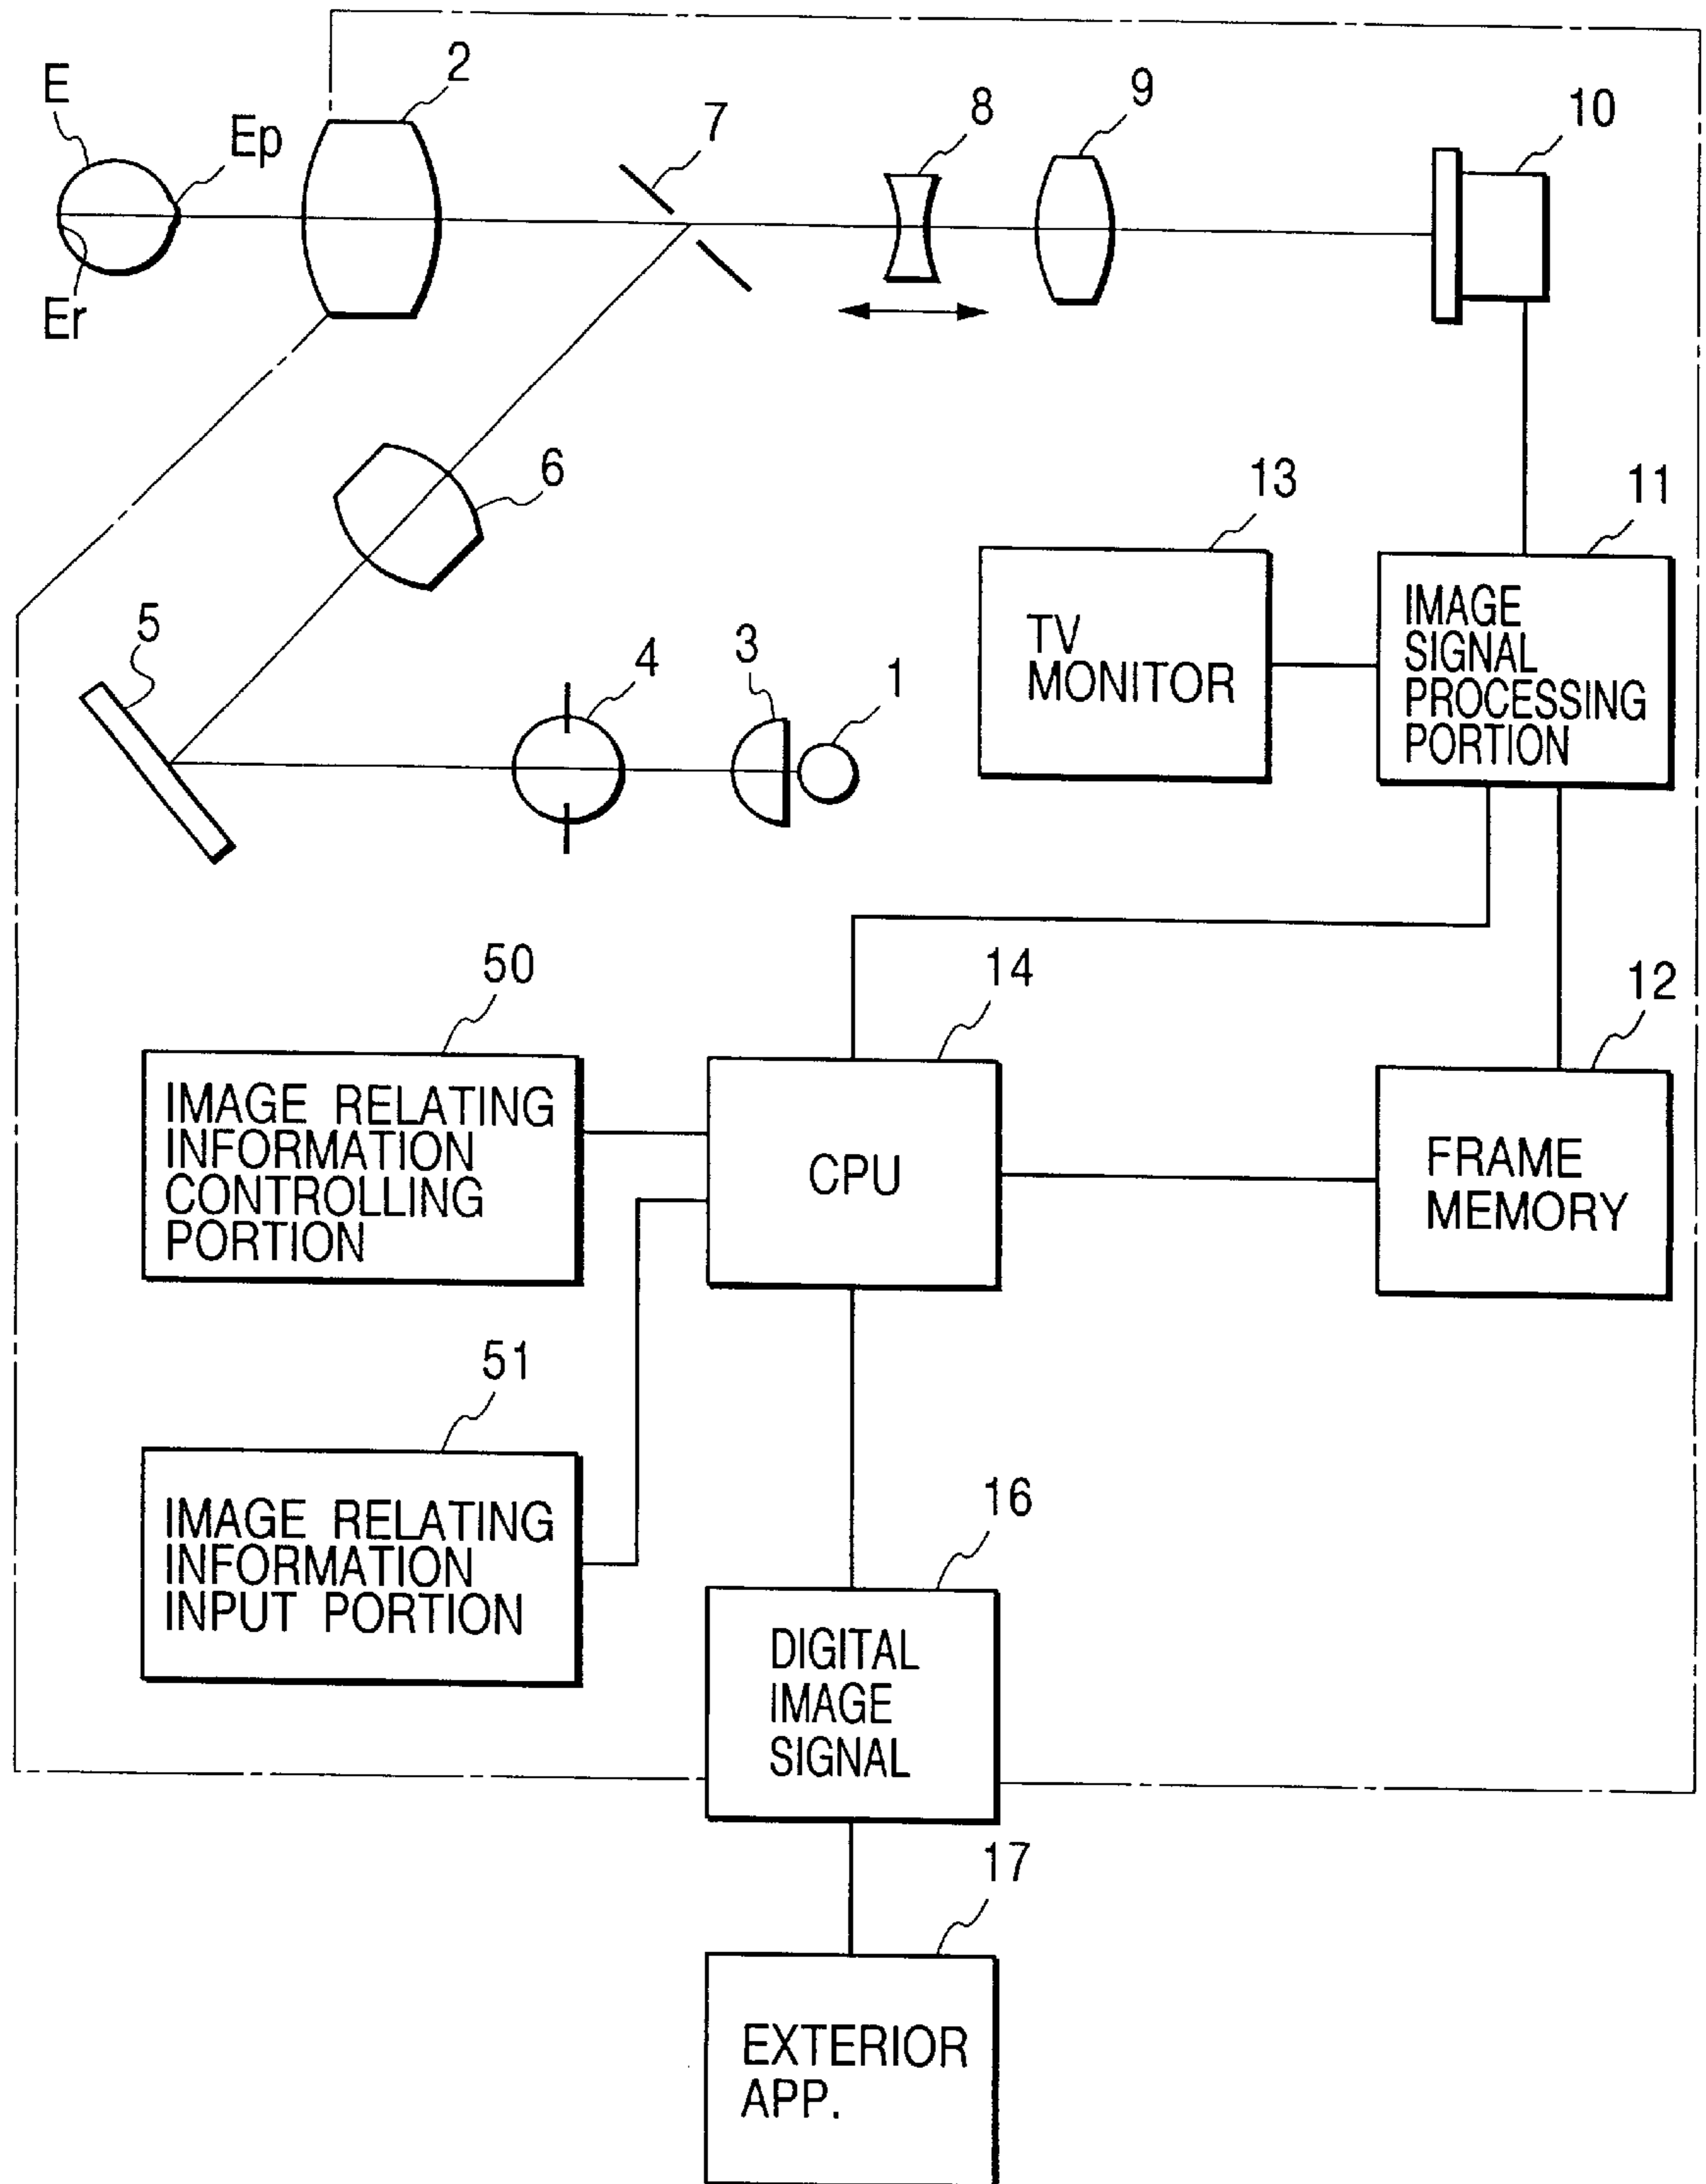 2
E
Ep
7
8
9
10
Er
6
13
11
5
4
3
1
TV
MONITOR
IMAGE
SIGNAL
PROCESSING
PORTION
50
14
12
IMAGE RELATING
INFORMATION
CONTROLLING
PORTION
CPU
FRAME
MEMORY
51
16
IMAGE RELATING
INFORMATION
INPUT PORTION
DIGITAL
IMAGE
SIGNAL
17
EXTERIOR
APP.